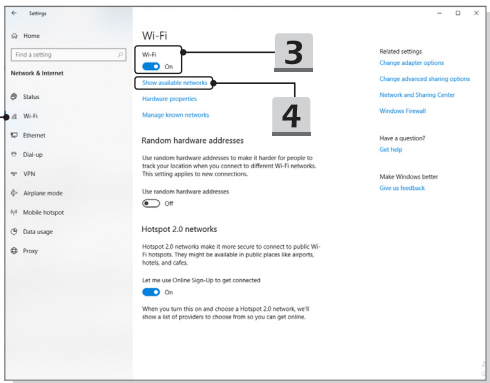 Settings
Home
Find a setting
Network & Internet
Status
Wi-Fi
Ethernet
Dial-up
VPN
Airplane mode
Mobile hotspot
Data usage
Proxy
Wi-Fi
Wi-Fi
On
3
Show available networks
4
Hardware properties
Manage known networks
Random hardware addresses
Use random hardware addresses to make it harder for people to
track your location when you connect to different Wi-Fi networks.
This setting applies to new connections.
Use random hardware addresses
Off
Hotspot 2.0 networks
Hotspot 2.0 networks make it more secure to connect to public Wi-
Fi hotspots. They might be available in public places like airports,
hotels, and cafes.
Let me use Online Sign-Up to get connected
On
When you turn this on and choose a Hotspot 2.0 network, we'll
show a list of providers to choose from so you can get online.
Related settings
Change adapter options
Change advanced sharing options
Network and Sharing Center
Windows Firewall
Have a question?
Get help
Make Windows better
Give us feedback